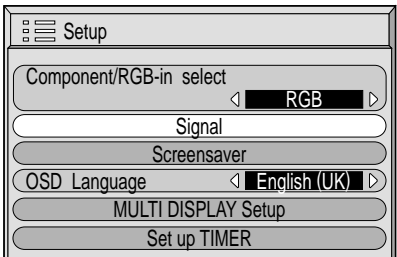 Setup
Component/RGB-in select
RGB
Signal
Screensaver
OSD Language English (UK)
MULTI DISPLAY Setup
Set up TIMER